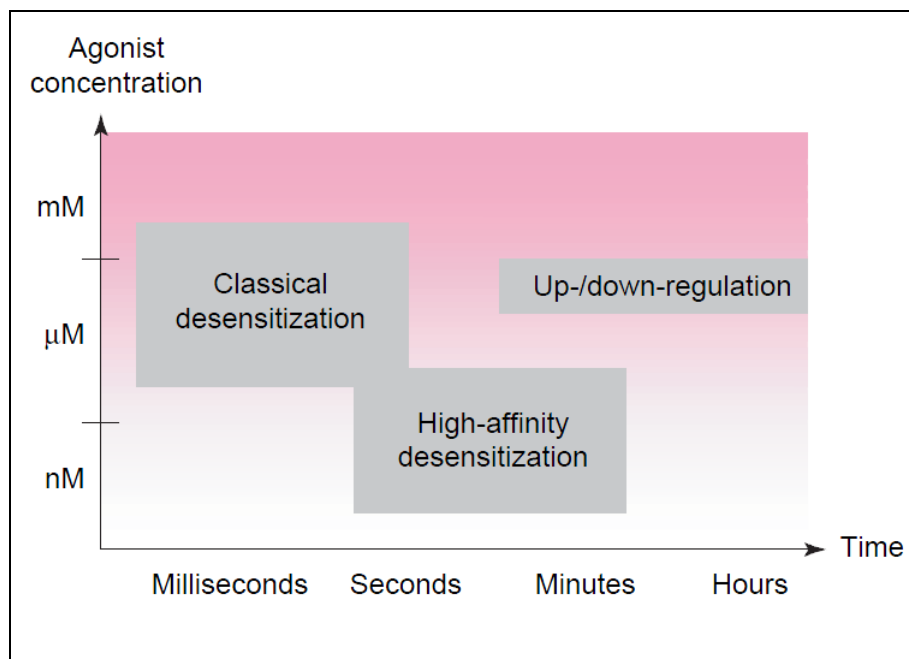 Agonist
concentration
mM
Classical
desensitization
Up-/down-regulation
μM
High-affinity
desensitization
nM
Time
Milliseconds
Seconds
Minutes
Hours